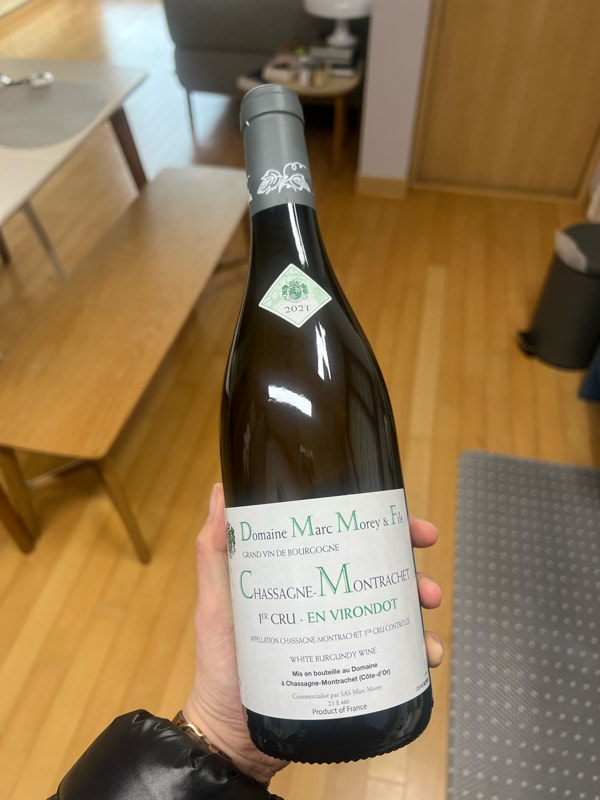 2021
Domaine Marc Morey & Fils
GRAND VIN DE BOURGOGNE
CHASSAGNE-MONTRACHET
1ER CRU - EN VIRONDOT
APPELLATION CHASSAGNE-MONTRACHET 1ER CRU CONTRÔLÉE
WHITE BURGUNDY WINE
Mis en bouteille au Domaine
à Chassagne-Montrachet (Côte-d'Or)
Commercialisé par SAS Marc Morey
21 E 460
Product of France